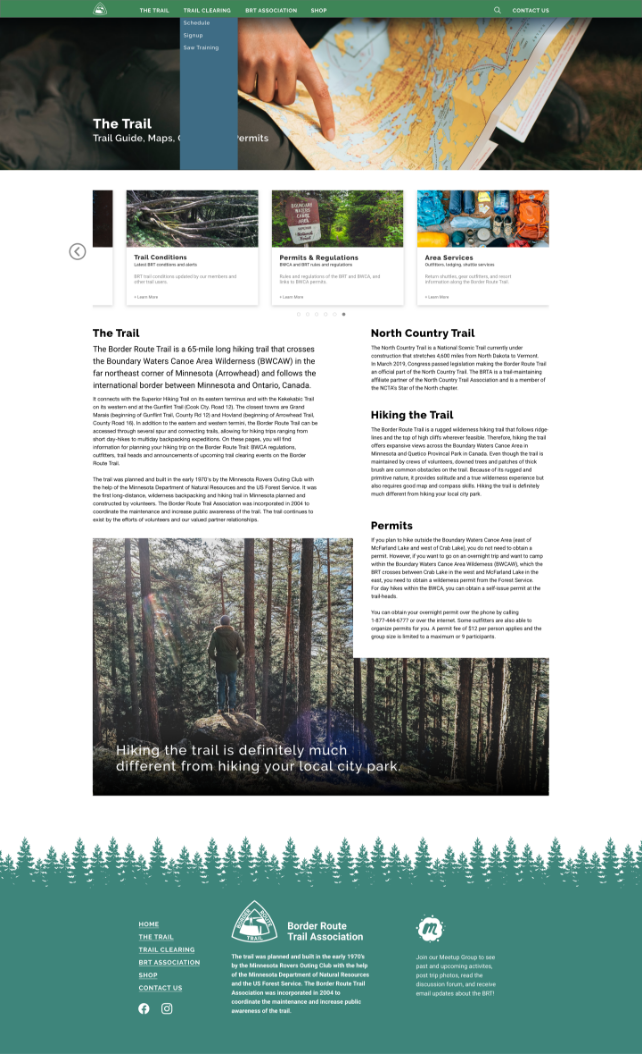 THE TRAIL
TRAIL CLEARING
BRT ASSOCIATION
SHOP
CONTACT US
Schedule
Signup
Saw Training
The Trail
Trail Guide, Maps, ermits
Trail Conditions
Latest BRT conditions and alerts
BRT trail conditions updated by our members and
other trail users.
+ Learn More
Permits & Regulations
BWCA and BRT rules and regulations
Rules and regulations of the BRT and BWCA, and
links to BWCA permits.
+ Learn More
Area Services
Outfitters, lodging, shuttle services
Return shuttles, gear outfitters, and resort
information along the Border Route Trail.
+ Learn More
The Trail
The Border Route Trail is a 65-mile long hiking trail that crosses
the Boundary Waters Canoe Area Wilderness (BWCAW) in the
far northeast corner of Minnesota (Arrowhead) and follows the
international border between Minnesota and Ontario, Canada.
It connects with the Superior Hiking Trail on its eastern terminus and with the Kekekabic Trail
on its western end at the Gunflint Trail (Cook Cty. Road 12). The closest towns are Grand
Marais (beginning of Gunflint Trail, County Rd 12) and Hovland (beginning of Arrowhead Trail,
County Road 16). In addition to the eastern and western termin, the Border Route Trail can be
accessed through several spur and connecting trails, allowing for hiking trips ranging from
short day-hikes to multiday backpacking expeditions. On these pages, you will find
information for planning your hiking trip on the Border Route Trail: BWCA regulations,
outfitters, trail heads and announcements of upcoming trail clearing events on the Border
Route Trail.
The trail was planned and built in the early 1970's by the Minnesota Rovers Outing Club with
the help of the Minnesota Department of Natural Resources and the US Forest Service. It was
the first long-distance, wilderness backpacking and hiking trail in Minnesota planned and
constructed by volunteers. The Border Route Trail Association was incorporated in 2004 to
coordinate the maintenance and increase public awareness of the trail. The trail continues to
exist by the efforts of volunteers and our valued partner relationships.
North Country Trail
The North Country Trail is a National Scenic Trail currently under
construction that stretches 4,600 miles from North Dakota to Vermont.
In March 2019, Congress passed legislation making the Border Route Trail
an official part of the North Country Trail. The BRTA is a trail-maintaining
affiliate partner of the North Country Trail Association and is a member of
the NCTA's Star of the North chapter.
Hiking the Trail
The Border Route Trail is a rugged wilderness hiking trail that follows ridge-
lines and the top of high cliffs wherever feasible. Therefore, hiking the trail
offers expansive views across the Boundary Waters Canoe Area in
Minnesota and Quetico Provincial Park in Canada. Even though the trail is
maintained by crews of volunteers, downed trees and patches of thick
brush are common obstacles on the trail. Because of its rugged and
primitive nature, it provides solitude and a true wilderness experience but
also requires good map and compass skills. Hiking the trail is definitely
much different from hiking your local city park.
Permits
If you plan to hike outside the Boundary Waters Canoe Area (east of
McFarland Lake and west of Crab Lake), you do not need to obtain a
permit. However, if you want to go on an overnight trip and want to camp
within the Boundary Waters Canoe Area Wilderness (BWCAW), which the
BRT crosses between Crab Lake in the west and McFarland Lake in the
east, you need to obtain a wilderness permit from the Forest Service.
For day hikes within the BWCA, you can obtain a self-issue permit at the
trail-heads.
You can obtain your overnight permit over the phone by calling
1-877-444-6777 or over the internet. Some outfitters are also able to
organize permits for you. A permit fee of $12 per person applies and the
group size is limited to a maximum or 9 participants.
Hiking the trail is definitely much
different from hiking your local city park.
HOME
THE TRAIL
TRAIL CLEARING
BRT ASSOCIATION
SHOP
CONTACT US
BORDER ROUTE
TRAIL
Border Route
Trail Association
The trail was planned and built in the early 1970's
by the Minnesota Rovers Outing Club with the help
of the Minnesota Department of Natural Resources
and the US Forest Service. The Border Route Trail
Association was incorporated in 2004 to
coordinate the maintenance and increase public
awareness of the trail.
m
Join our Meetup Group to see
past and upcoming activites,
post trip photos, read the
discussion forum, and receive
email updates about the BRT!